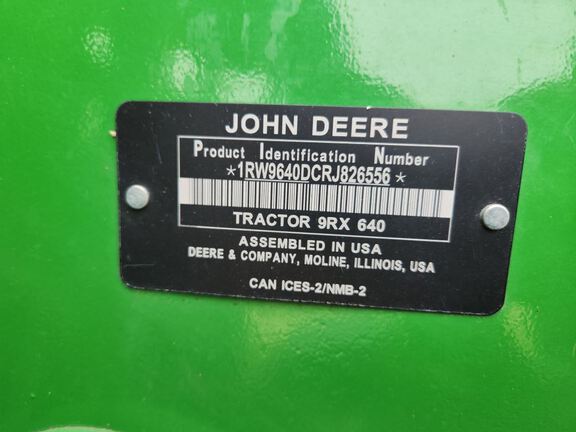 JOHN DEERE
Product Identification Number
*1RW9640DCRJ826556*
TRACTOR 9RX 640
ASSEMBLED IN USA
DEERE & COMPANY, MOLINE, ILLINOIS, USA
CAN ICES-2/NMB-2